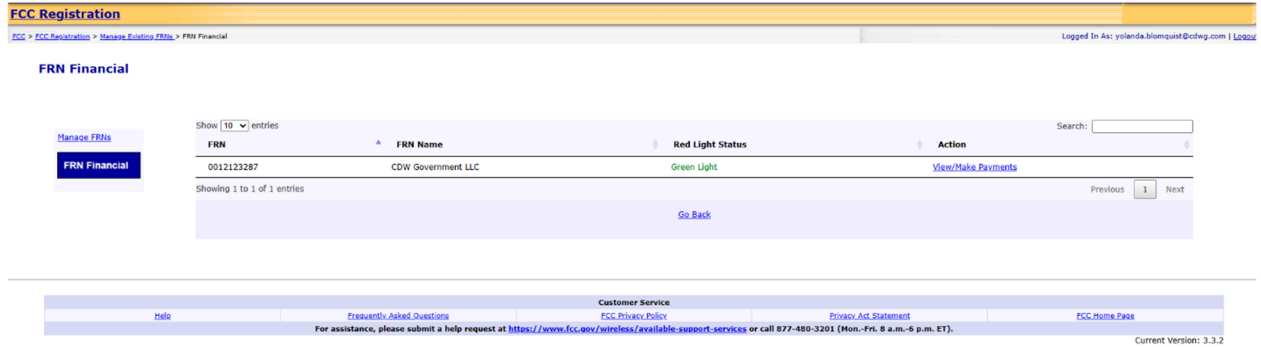 FCC Registration
FCC > FCC Registration > Manage Existing FRNs > FRN Financial
Logged In As: yolanda.blomquist@cdwg.com | Logout
FRN Financial
Manage FRNs
FRN Financial
Show 10 entries
Search:
FRN FRN Name Red Light Status Action
0012123287 CDW Government LLC Green Light View/Make Payments
Showing 1 to 1 of 1 entries
Previous 1 Next
Go Back
Customer Service
Help Frequently Asked Questions FCC Privacy Policy Privacy Act Statement FCC Home Page
For assistance, please submit a help request at https://www.fcc.gov/wireless/available-support-services or call 877-480-3201 (Mon.-Fri. 8 a.m.-6 p.m. ET).
Current Version: 3.3.2